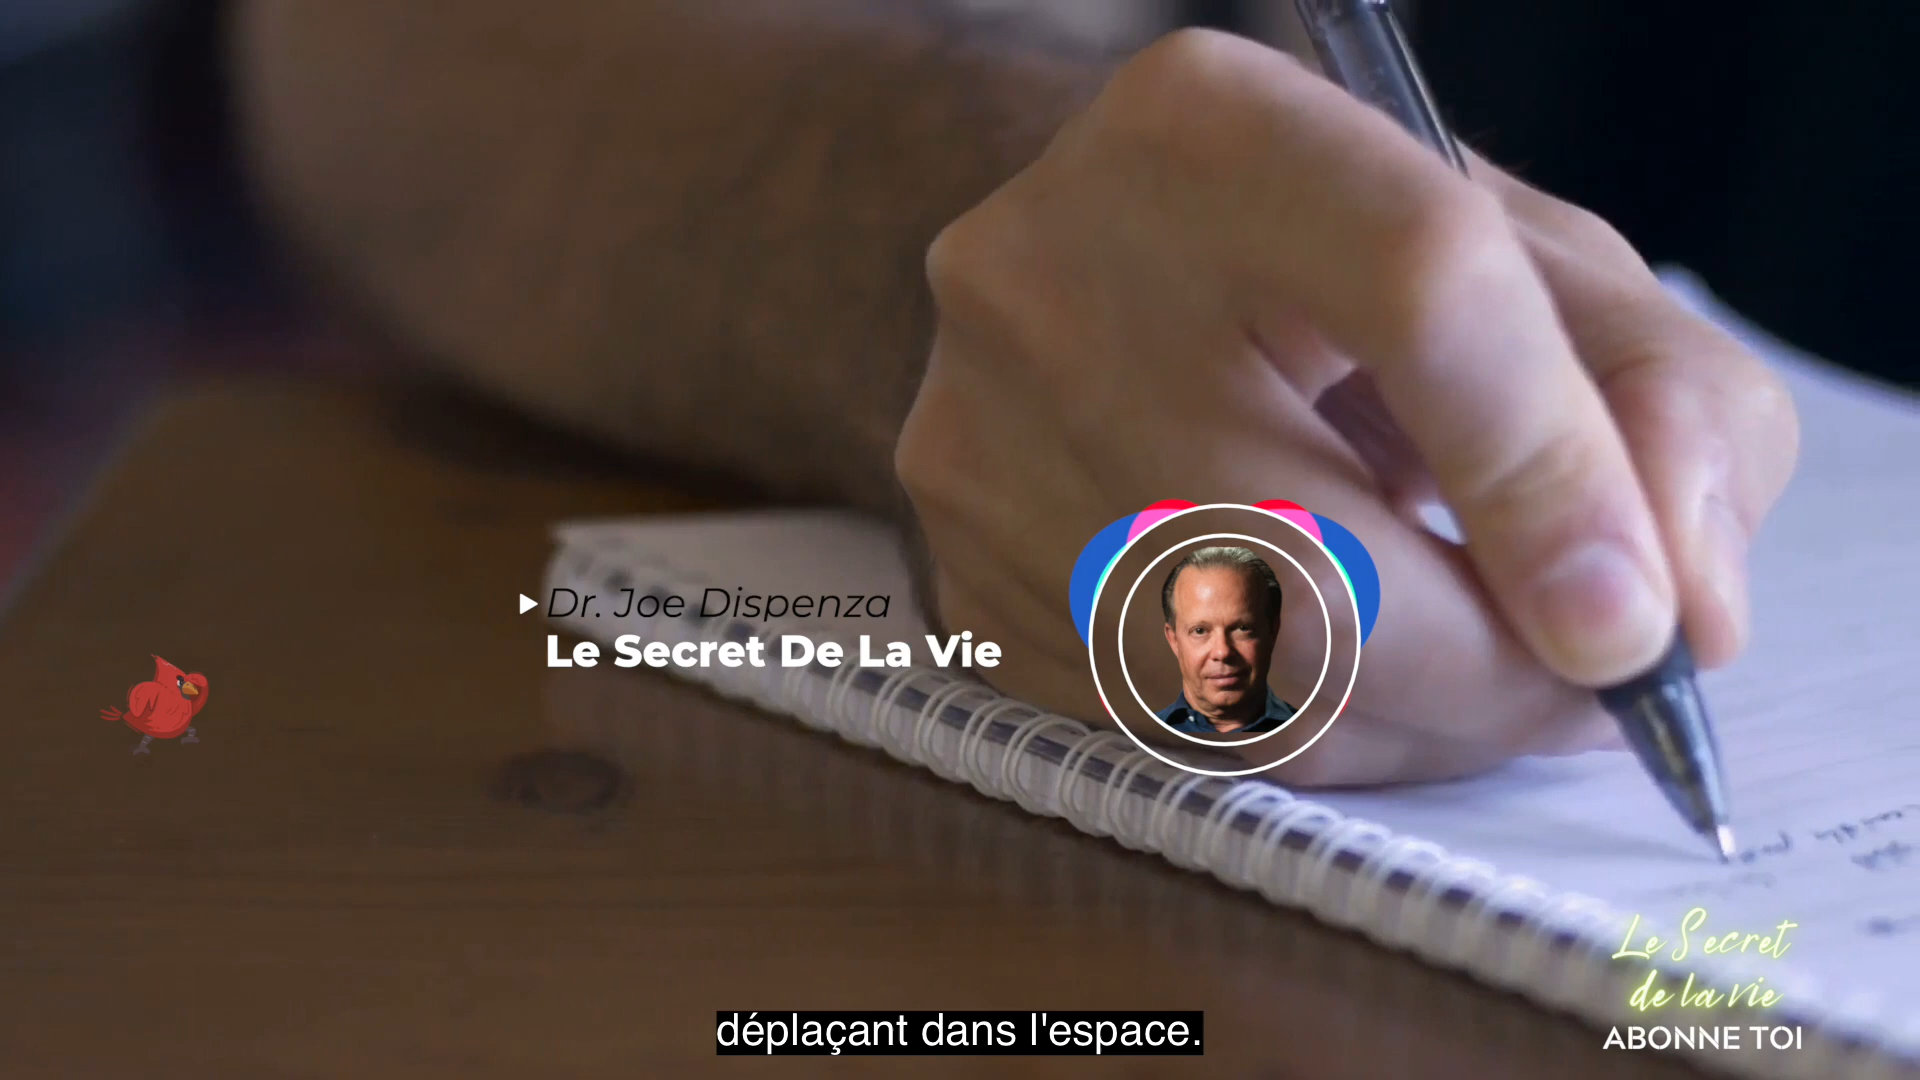 Dr. Joe Dispenza
Le Secret De La Vie
Le Secret
de la vie
ABONNE TOI
déplaçant dans l'espace.